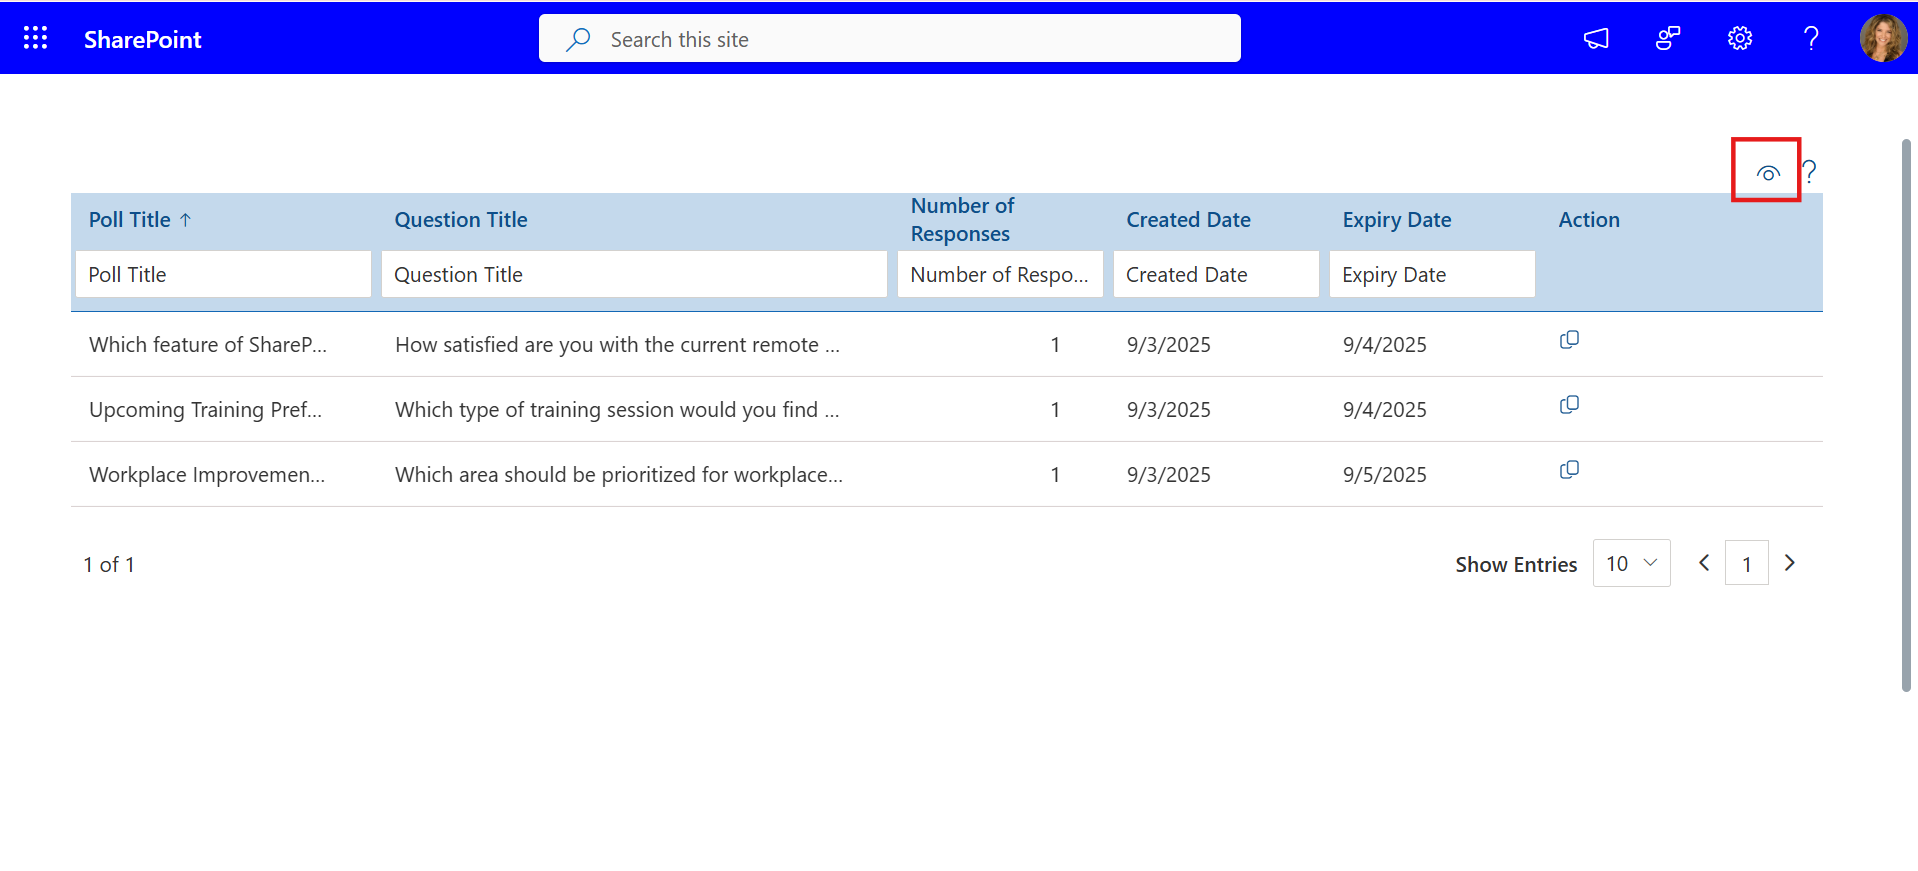 SharePoint
Search this site
?
?
Poll Title ↑
Question Title
Number of
Responses
Created Date
Expiry Date
Action
Poll Title
Question Title
Number of Respo...
Created Date
Expiry Date
Which feature of ShareP...
How satisfied are you with the current remote ...
1
9/3/2025
9/4/2025
Upcoming Training Pref...
Which type of training session would you find ...
1
9/3/2025
9/4/2025
Workplace Improvemen...
Which area should be prioritized for workplace...
1
9/3/2025
9/5/2025
1 of 1
Show Entries
10
1